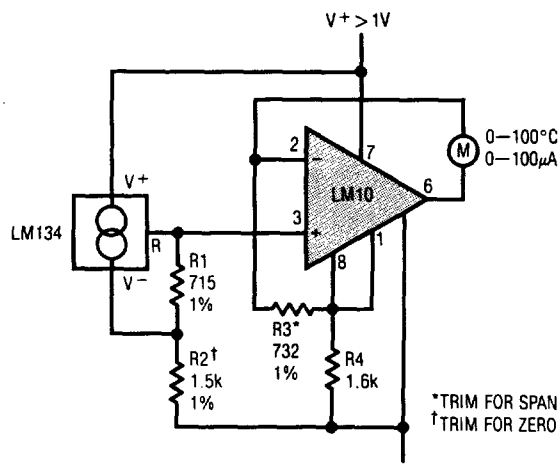 V+ > 1V
2
7
M
0–100°C
0–100μA
V+
LM10
6
LM134
R
3
+
8
1
V−
R1
715
1%
R3*
732
1%
R2†
1.5k
1%
R4
1.6k
*TRIM FOR SPAN
†TRIM FOR ZERO